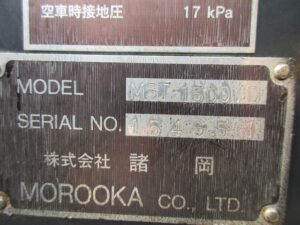 空車時接地圧 17 kPa
MODEL
SERIAL NO.
株式会社 諸岡
MOROOKA CO., LTD